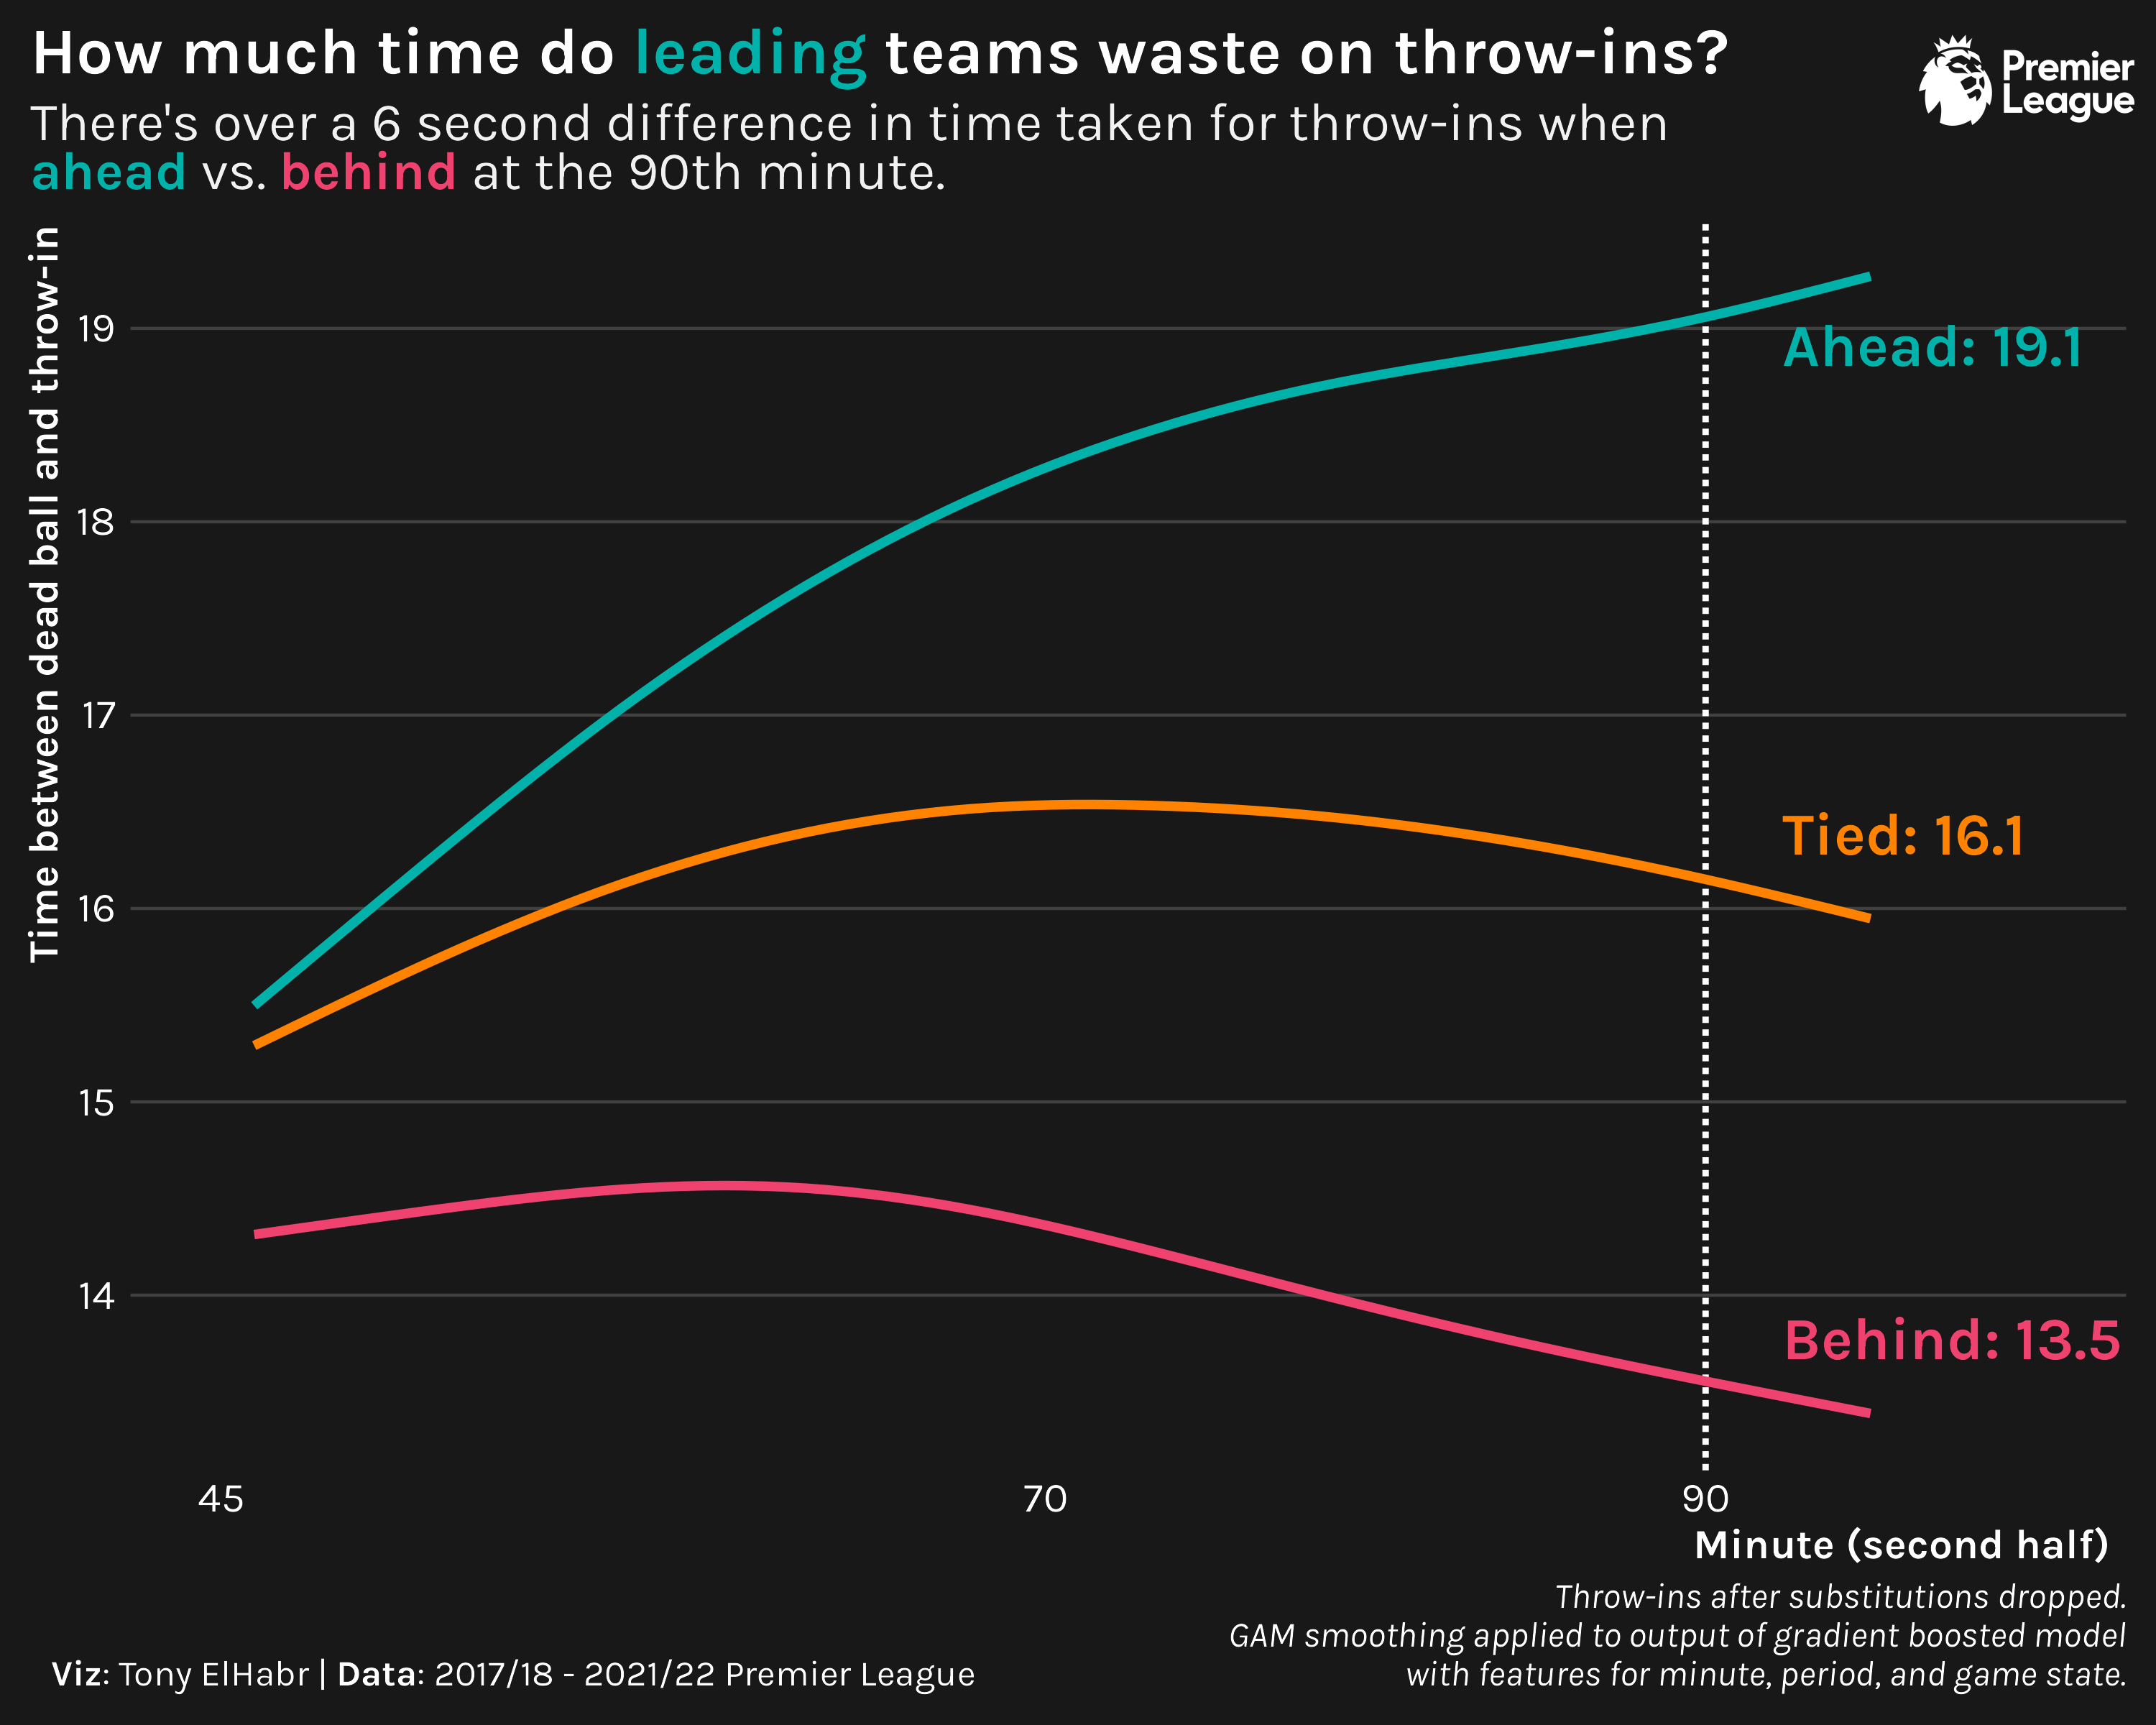 How much time do leading teams waste on throw-ins?
There's over a 6 second difference in time taken for throw-ins when
ahead vs. behind at the 90th minute.
Premier
League
Time between dead ball and throw-in
19
18
17
16
15
14
Ahead: 19.1
Tied: 16.1
Behind: 13.5
45
70
90
Minute (second half)
Throw-ins after substitutions dropped.
GAM smoothing applied to output of gradient boosted model
with features for minute, period, and game state.
Viz: Tony ElHabr | Data: 2017/18 - 2021/22 Premier League